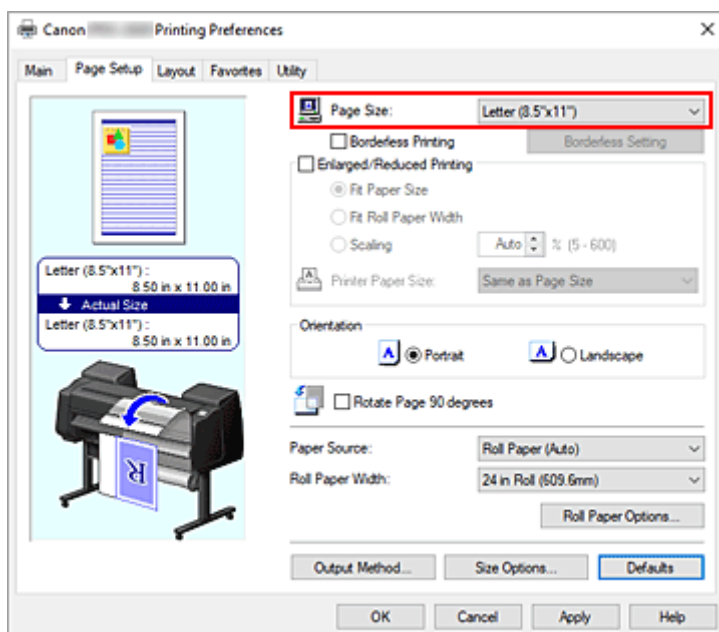 Canon Printing Preferences
Main Page Setup Layout Favorites Utility
Page Size: Letter (8.5"x11")
Borderless Printing Borderless Setting
Enlarged/Reduced Printing
Fit Paper Size
Fit Roll Paper Width
Scaling Auto % (5 - 600)
Printer Paper Size: Same as Page Size
Letter (8.5"x11") :
8.50 in x 11.00 in
Actual Size
Letter (8.5"x11") :
8.50 in x 11.00 in
Orientation
A Portrait A Landscape
Rotate Page 90 degrees
R
Paper Source: Roll Paper (Auto)
Roll Paper Width: 24 in Roll (609.6mm)
Roll Paper Options...
Output Method... Size Options... Defaults
OK Cancel Apply Help